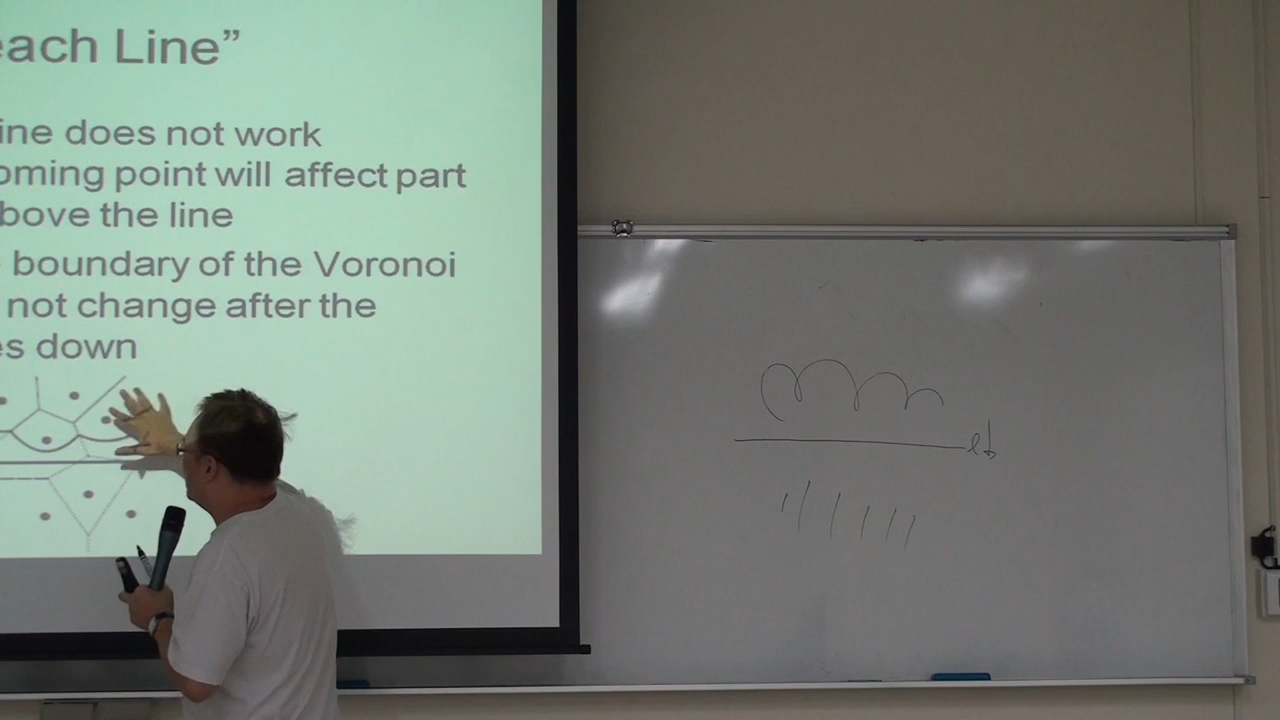 each Line”
ine does not work
oming point will affect part
bove the line
boundary of the Voronoi
not change after the
es down